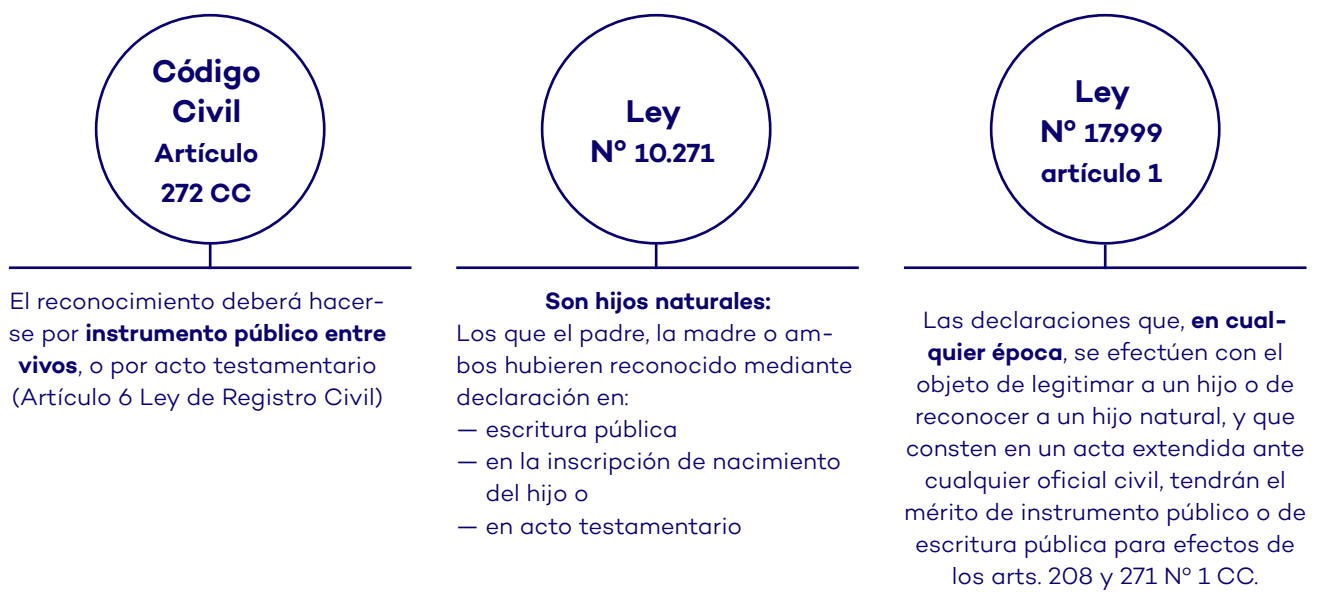 Código
Civil
Artículo
272 CC
El reconocimiento deberá hacer-
se por instrumento público entre
vivos, o por acto testamentario
(Artículo 6 Ley de Registro Civil)
Ley
Nº 10.271
Son hijos naturales:
Los que el padre, la madre o am-
bos hubieren reconocido mediante
declaración en:
— escritura pública
— en la inscripción de nacimiento
del hijo o
— en acto testamentario
Ley
Nº 17.999
artículo 1
Las declaraciones que, en cual-
quier época, se efectúen con el
objeto de legitimar a un hijo o de
reconocer a un hijo natural, y que
consten en un acta extendida ante
cualquier oficial civil, tendrán el
mérito de instrumento público o de
escritura pública para efectos de
los arts. 208 y 271 Nº 1 CC.